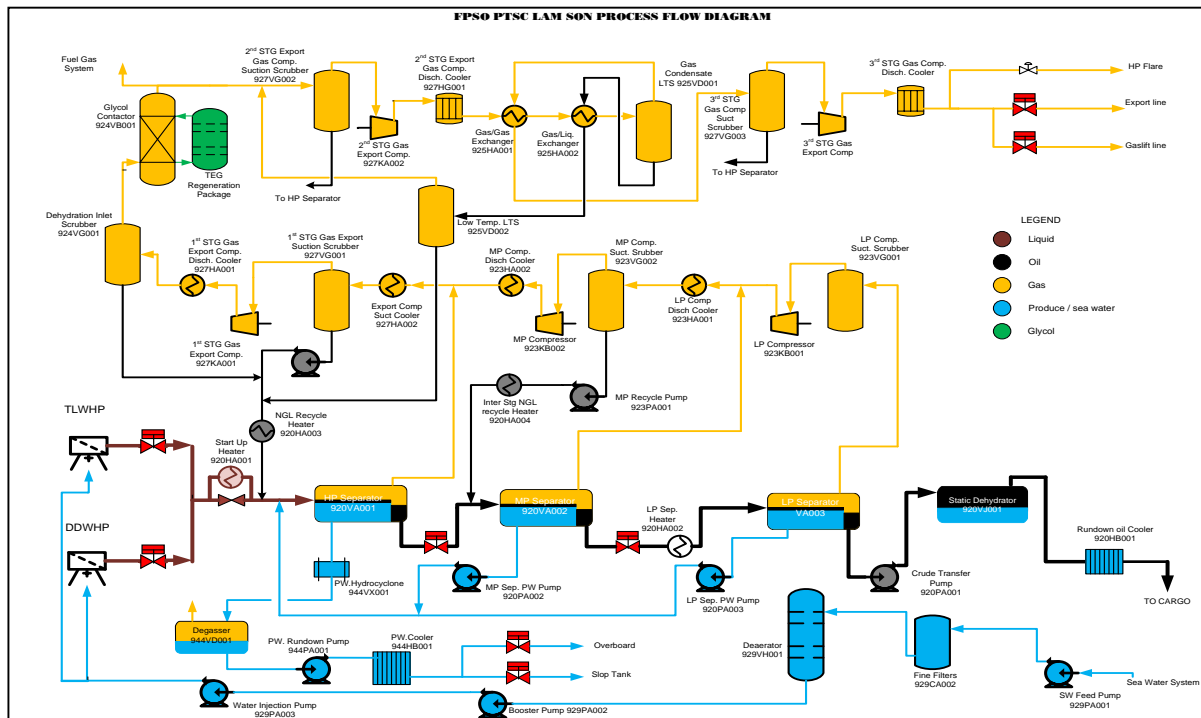 FPSO PTSC LAM SON PROCESS FLOW DIAGRAM
Fuel Gas
System
2nd STG Export
Gas Comp.
Suction Scrubber
927VG002
2nd STG Export
Gas Comp.
Disch. Cooler
927HG001
Gas
Condensate
LTS 925VD001
3rd STG Gas Comp.
Disch. Cooler
HP Flare
Export line
Gaslift line
Glycol
Contactor
924VB001
TEG
Regeneration
Package
2nd STG Gas
Export Comp.
927KA002
Gas/Gas
Exchanger
925HA001
Gas/Liq.
Exchanger
925HA002
3rd STG
Gas Comp
Suct
Scrubber
927VG003
3rd STG Gas
Export Comp
To HP Separator
To HP Separator
Dehydration Inlet
Scrubber
924VG001
Low Temp. LTS
925VD002
1st STG Gas
Export Comp.
Disch. Cooler
927HA001
1st STG Gas Export
Suction Scrubber
927VG001
MP Comp.
Disch Cooler
923HA002
MP Comp.
Suct. Srubber
923VG002
LP Comp.
Suct. Scrubber
923VG001
LEGEND
Liquid
Oil
Gas
Produce / sea water
Glycol
1st STG Gas
Export Comp.
927KA001
Export Comp
Suct Cooler
927HA002
MP Compressor
923KB002
LP Comp
Disch Cooler
923HA001
LP Compressor
923KB001
Inter Stg NGL
recycle Heater
920HA004
MP Recycle Pump
923PA001
TLWHP
NGL Recycle
Heater
920HA003
Start Up
Heater
920HA001
HP Separator
920VA001
MP Separator
920VA002
LP Sep.
Heater
920HA002
LP Separator
VA003
Static Dehydrator
920VJ001
DDWHP
Rundown oil Cooler
920HB001
PW.Hydrocyclone
944VX001
MP Sep. PW Pump
920PA002
LP Sep. PW Pump
920PA003
Crude Transfer
Pump
920PA001
TO CARGO
Degasser
944VD001
PW. Rundown Pump
944PA001
PW.Cooler
944HB001
Overboard
Slop Tank
Deaerator
929VH001
Fine Filters
929CA002
Sea Water System
SW Feed Pump
929PA001
Water Injection Pump
929PA003
Booster Pump 929PA002